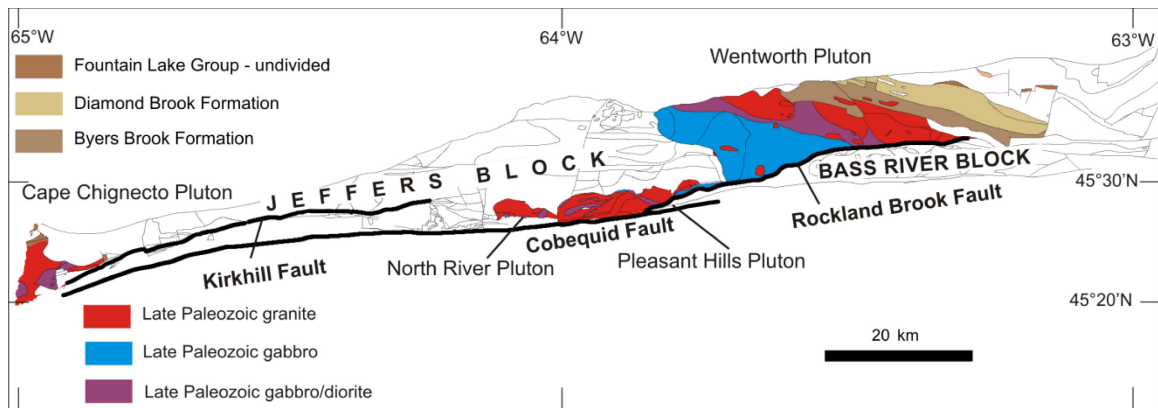 65°W
64°W
63°W
Fountain Lake Group - undivided
Diamond Brook Formation
Byers Brook Formation
Wentworth Pluton
Cape Chignecto Pluton
JEFFERS BLOCK
BASS RIVER BLOCK
45°30'N
Rockland Brook Fault
Cobequid Fault
Kirkhill Fault
North River Pluton
Pleasant Hills Pluton
45°20'N
Late Paleozoic granite
Late Paleozoic gabbro
Late Paleozoic gabbro/diorite
20 km